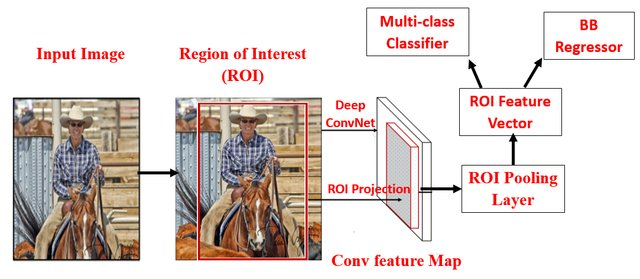 Input Image
Region of Interest
(ROI)
Deep
ConvNet
ROI Projection
Conv feature Map
Multi-class
Classifier
BB
Regressor
ROI Feature
Vector
ROI Pooling
Layer